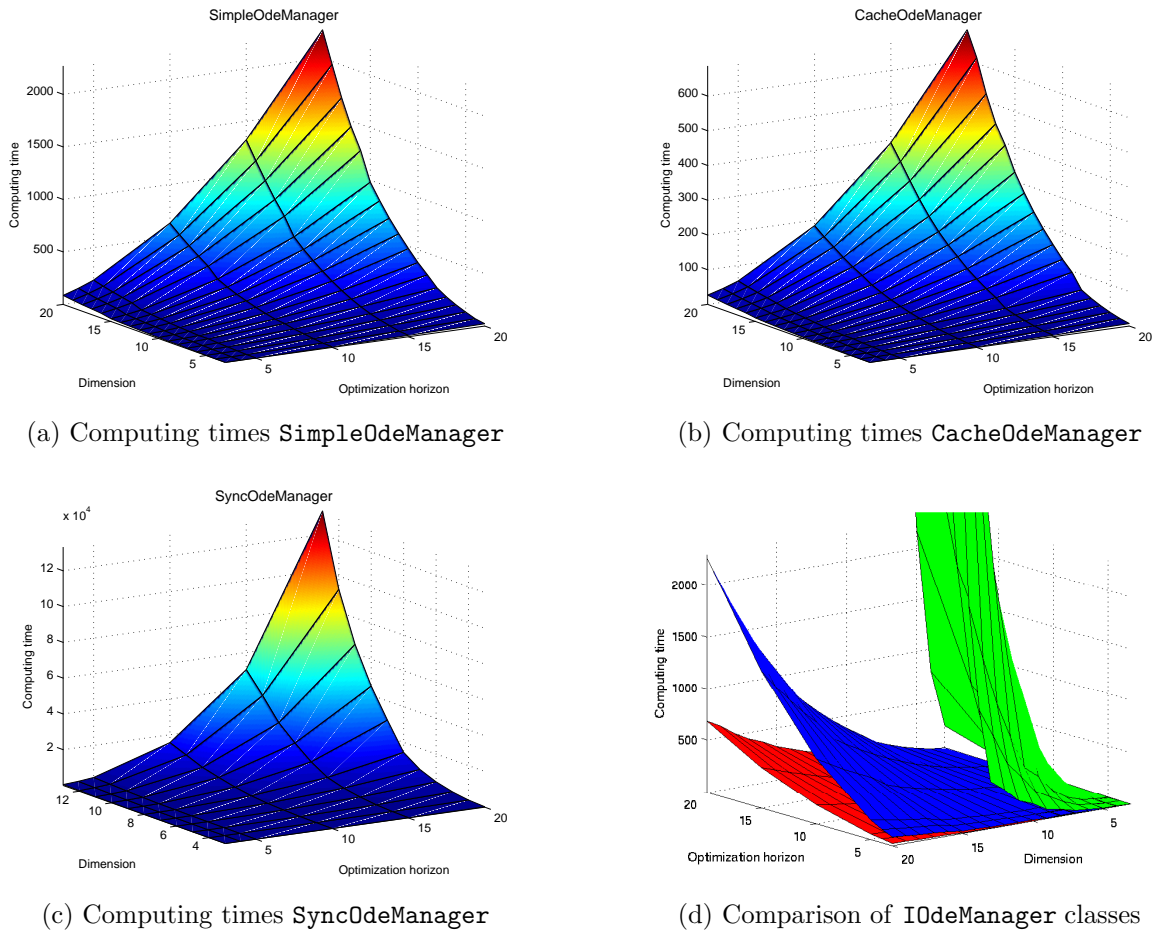 SimpleOdeManager
2000
1500
1000
500
Computing time
20
15
10
5
Dimension
5
10
15
20
Optimization horizon
(a) Computing times SimpleOdeManager
CacheOdeManager
600
500
400
300
200
100
Computing time
20
15
10
5
Dimension
5
10
15
20
Optimization horizon
(b) Computing times CacheOdeManager
SyncOdeManager
x 10^4
12
10
8
6
4
2
Computing time
12
10
8
6
4
Dimension
5
10
15
20
Optimization horizon
(c) Computing times SyncOdeManager
2000
1500
1000
500
Computing time
20
15
10
5
Optimization horizon
20
15
10
5
Dimension
(d) Comparison of IOdeManager classes